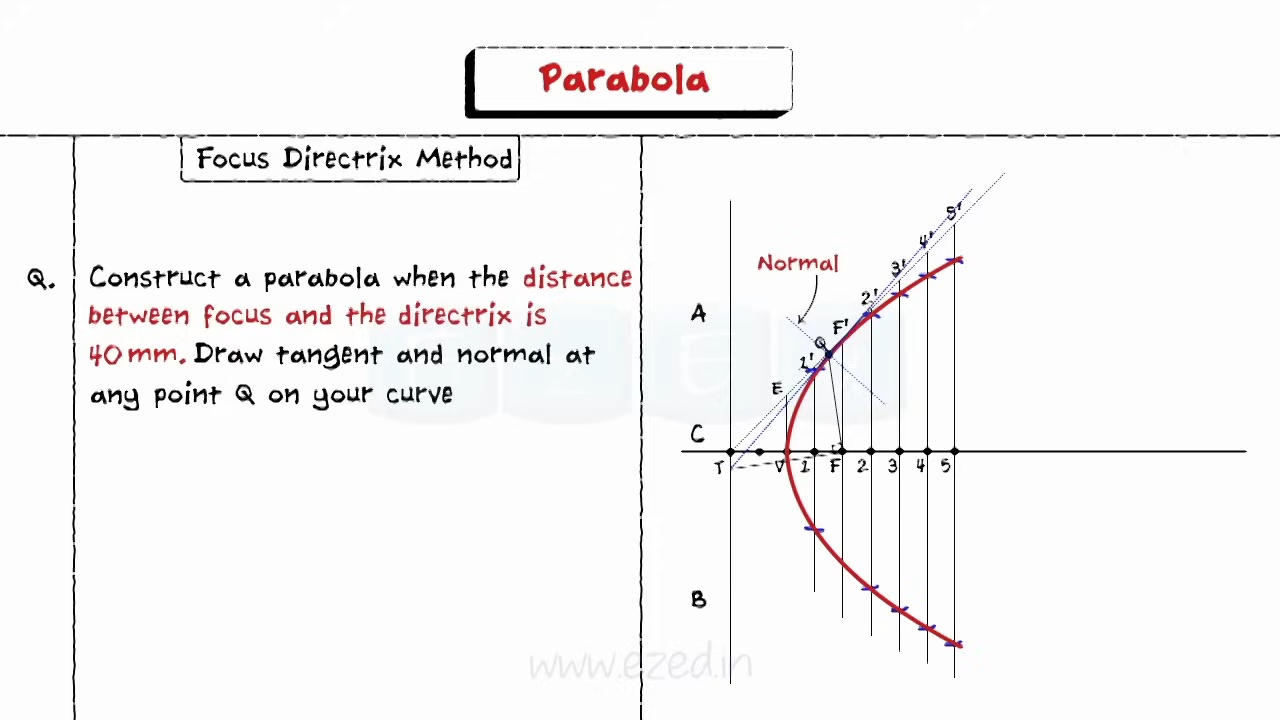 Parabola
Focus Directrix Method
Q. Construct a parabola when the distance
between focus and the directrix is
40 mm. Draw tangent and normal at
any point Q on your curve
Normal
A
C
B
E
Q
F'
1'
2'
3'
4'
5'
T V 1 F 2 3 4 5
www.ezed.in